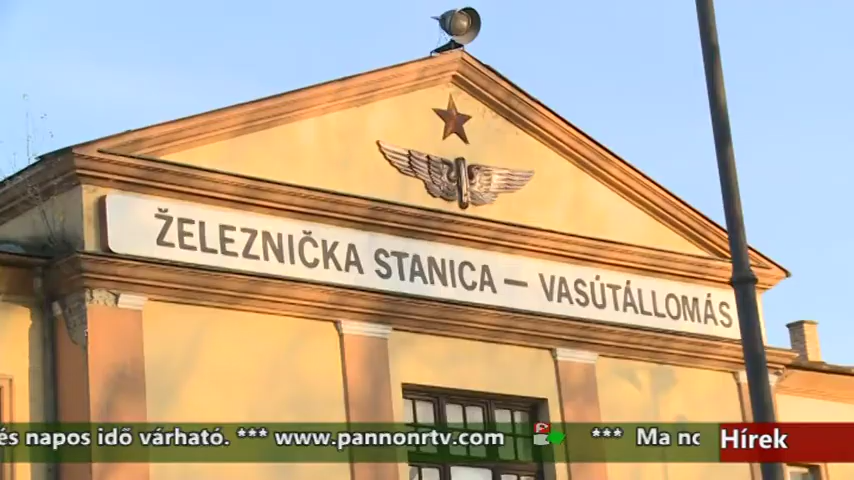 ŽELEZNIČKA STANICA – VASÚTÁLLOMÁS
és napos idő várható. *** www.pannonrtv.com *** Ma
Hírek